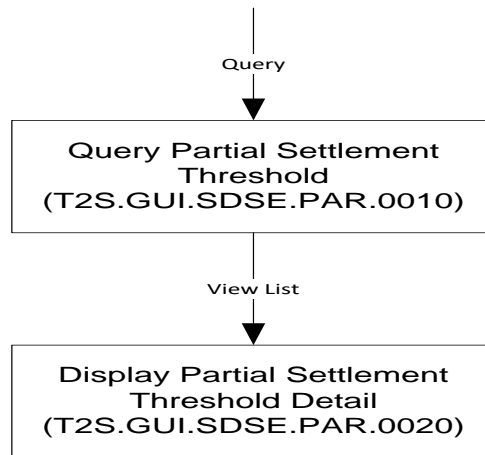 Query
Query Partial Settlement
Threshold
(T2S.GUI.SDSE.PAR.0010)
View List
Display Partial Settlement
Threshold Detail
(T2S.GUI.SDSE.PAR.0020)